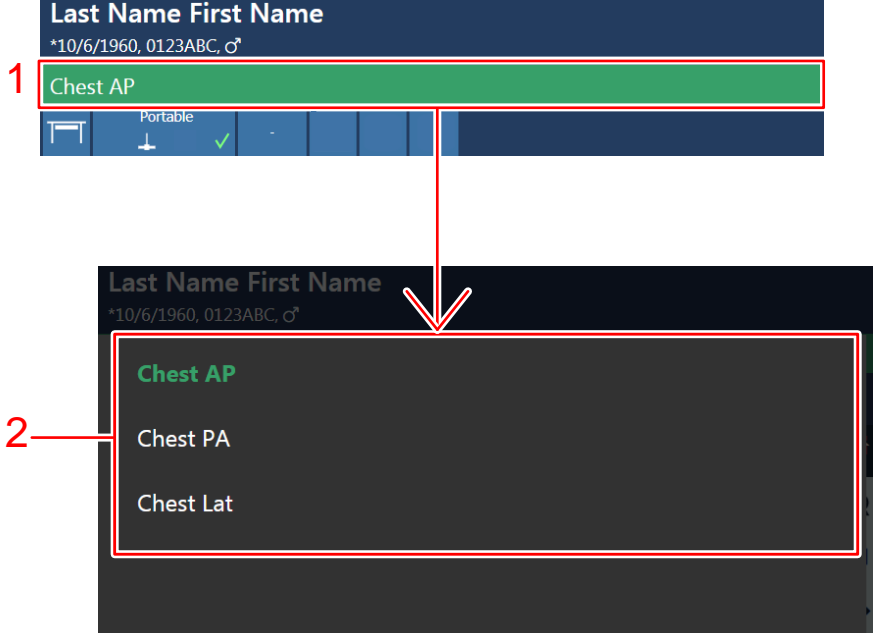 Last Name First Name
*10/6/1960, 0123ABC, ♂
1
Chest AP
Portable
-
Last Name First Name
*10/6/1960, 0123ABC, ♂
Chest AP
2
Chest PA
Chest Lat